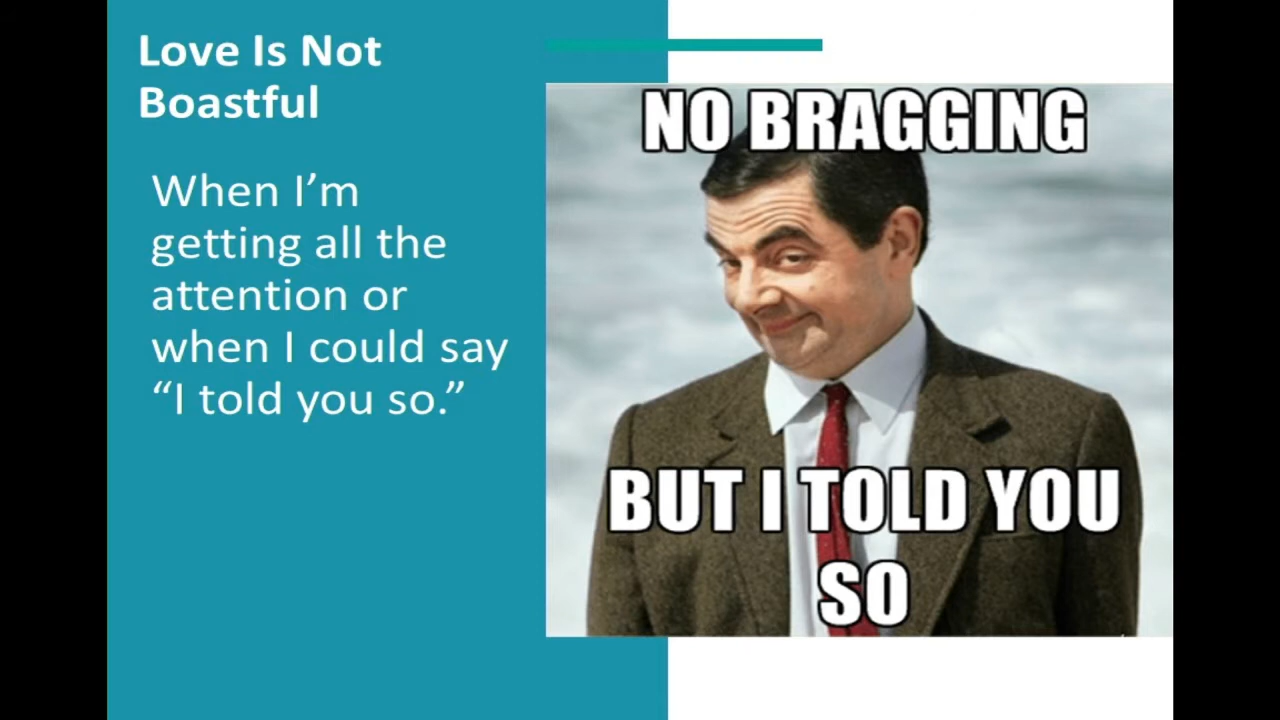 Love Is Not
Boastful
When I’m
getting all the
attention or
when I could say
“I told you so.”
NO BRAGGING
BUT I TOLD YOU
SO